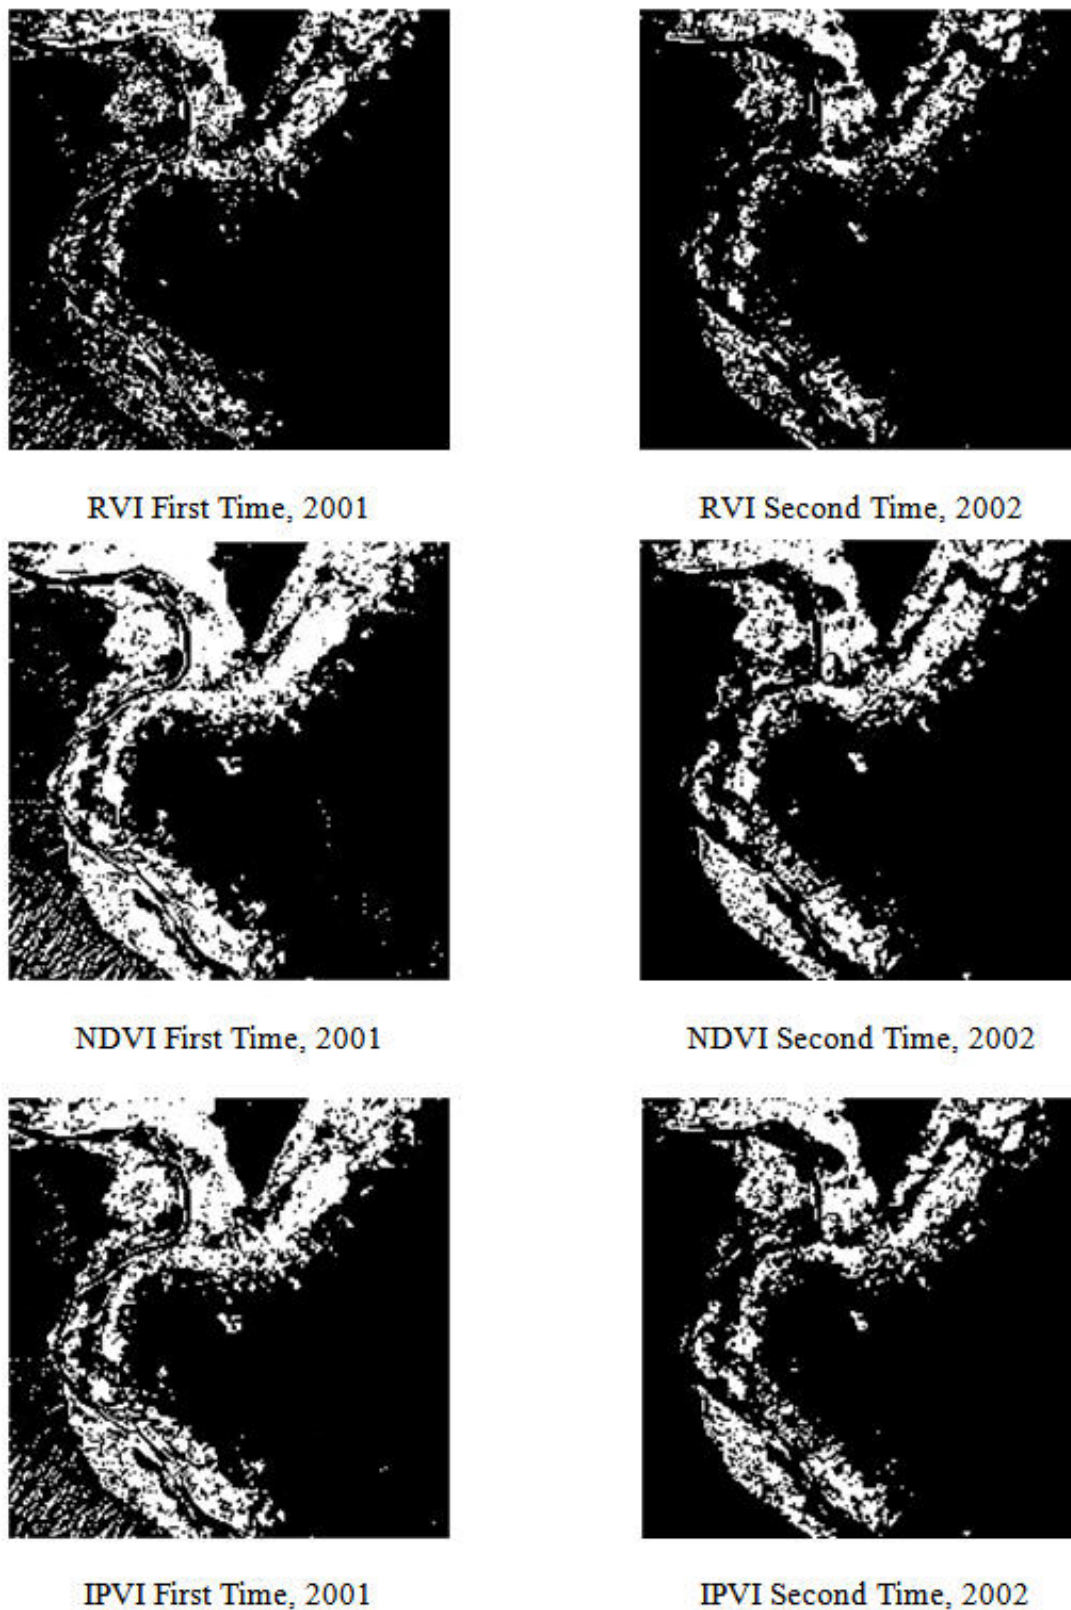 RVI First Time, 2001
RVI Second Time, 2002
NDVI First Time, 2001
NDVI Second Time, 2002
IPVI First Time, 2001
IPVI Second Time, 2002